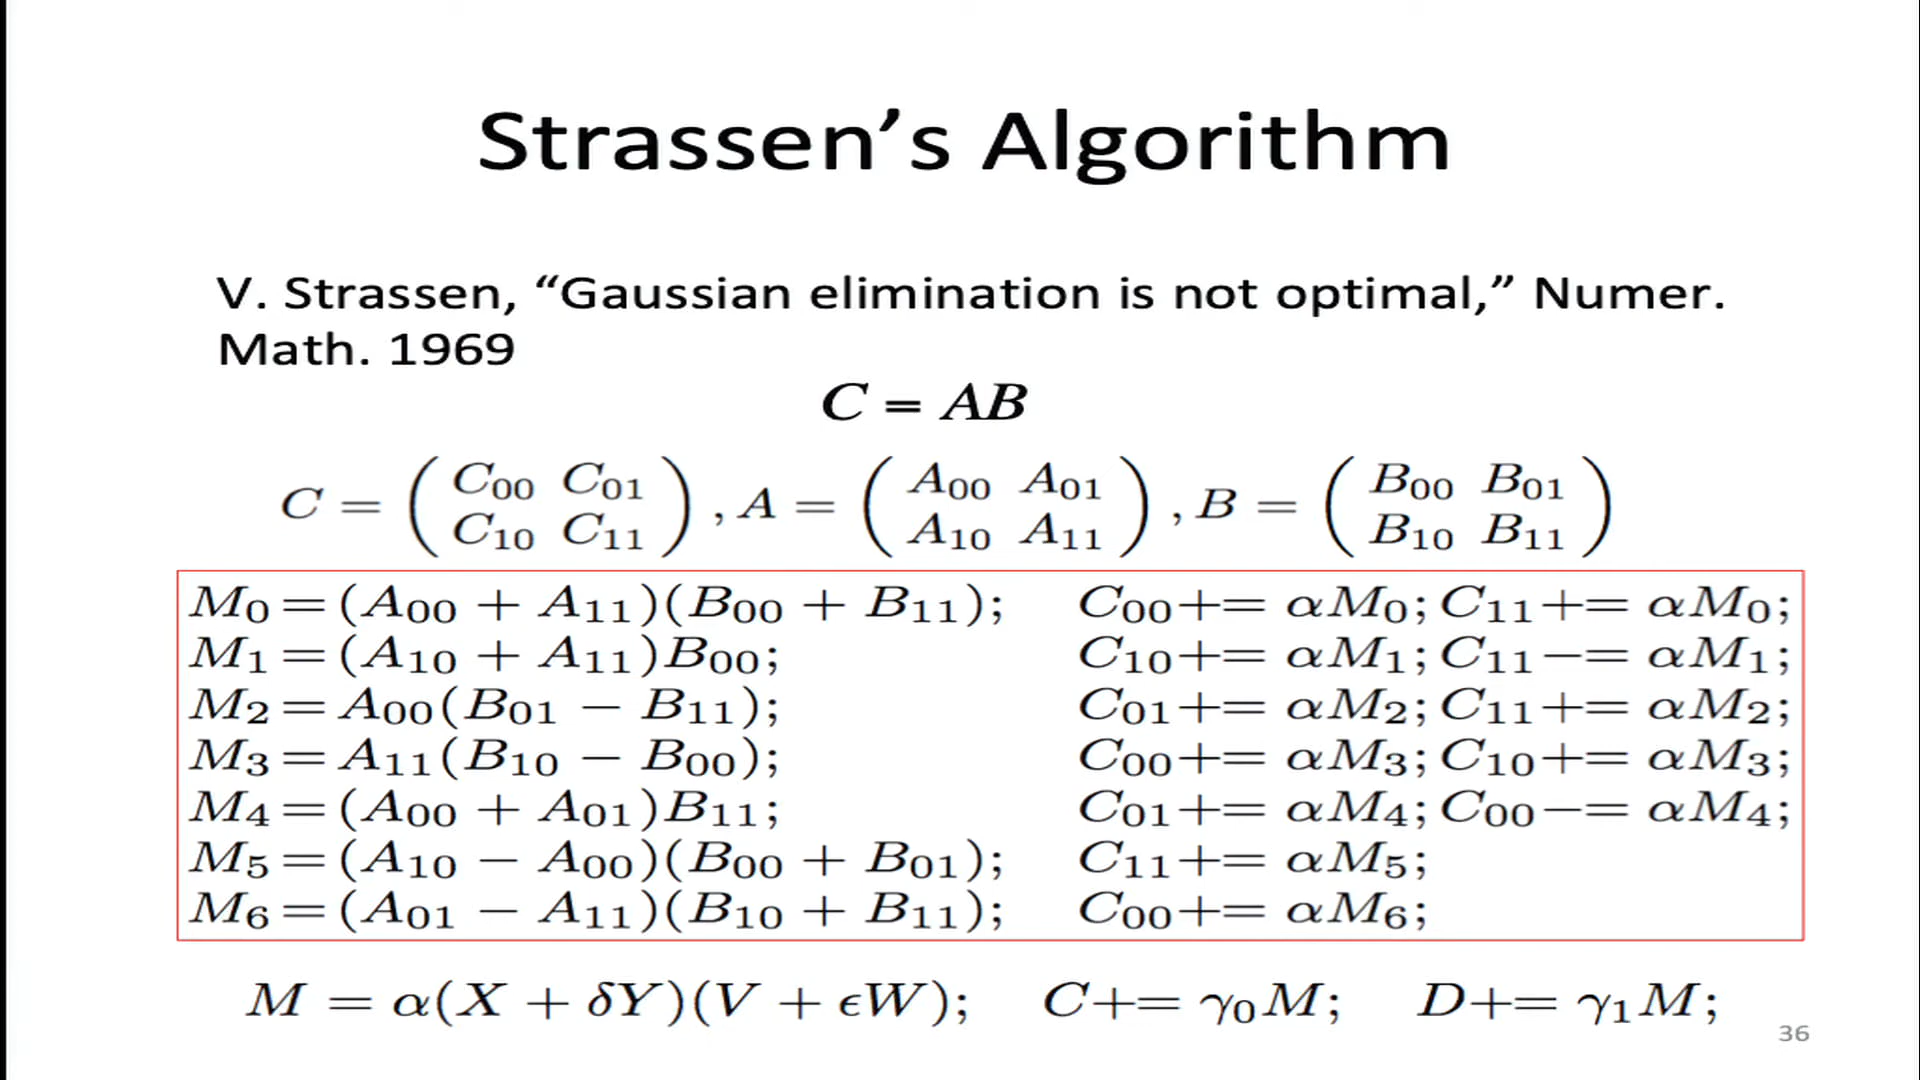 Strassen’s Algorithm
V. Strassen, “Gaussian elimination is not optimal,” Numer.
Math. 1969
C = AB
C = ( C₀₀ C₀₁ ; C₁₀ C₁₁ ), A = ( A₀₀ A₀₁ ; A₁₀ A₁₁ ), B = ( B₀₀ B₀₁ ; B₁₀ B₁₁ )
M₀ = (A₀₀ + A₁₁)(B₀₀ + B₁₁); C₀₀ += αM₀; C₁₁ += αM₀;
M₁ = (A₁₀ + A₁₁)B₀₀; C₁₀ += αM₁; C₁₁ −= αM₁;
M₂ = A₀₀(B₀₁ − B₁₁); C₀₁ += αM₂; C₁₁ += αM₂;
M₃ = A₁₁(B₁₀ − B₀₀); C₀₀ += αM₃; C₁₀ += αM₃;
M₄ = (A₀₀ + A₀₁)B₁₁; C₀₁ += αM₄; C₀₀ −= αM₄;
M₅ = (A₁₀ − A₀₀)(B₀₀ + B₀₁); C₁₁ += αM₅;
M₆ = (A₀₁ − A₁₁)(B₁₀ + B₁₁); C₀₀ += αM₆;
M = α(X + δY)(V + ϵW); C += γ₀M; D += γ₁M;
36